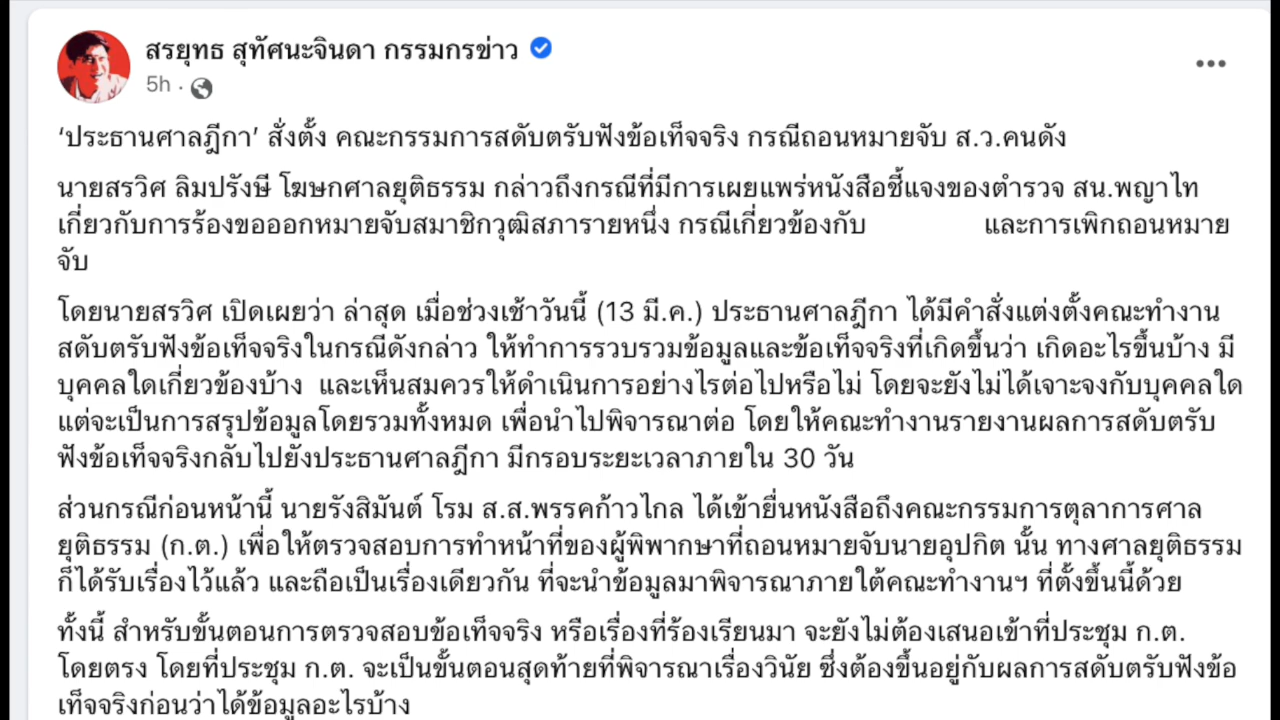 สรยุทธ สุทัศนะจินดา กรรมกรข่าว
5h ·
‘ประธานศาลฎีกา’ สั่งตั้ง คณะกรรมการสดับตรับฟังข้อเท็จจริง กรณีถอนหมายจับ ส.ว.คนดัง
นายสรวิศ ลิมปรังษี โฆษกศาลยุติธรรม กล่าวถึงกรณีที่มีการเผยแพร่หนังสือชี้แจงของตำรวจ สน.พญาไท
เกี่ยวกับการร้องขอออกหมายจับสมาชิกวุฒิสภารายหนึ่ง กรณีเกี่ยวข้องกับ และการเพิกถอนหมาย
จับ
โดยนายสรวิศ เปิดเผยว่า ล่าสุด เมื่อช่วงเช้าวันนี้ (13 มี.ค.) ประธานศาลฎีกา ได้มีคำสั่งแต่งตั้งคณะทำงาน
สดับตรับฟังข้อเท็จจริงในกรณีดังกล่าว ให้ทำการรวบรวมข้อมูลและข้อเท็จจริงที่เกิดขึ้นว่า เกิดอะไรขึ้นบ้าง มี
บุคคลใดเกี่ยวข้องบ้าง และเห็นสมควรให้ดำเนินการอย่างไรต่อไปหรือไม่ โดยจะยังไม่ได้เจาะจงกับบุคคลใด
แต่จะเป็นการสรุปข้อมูลโดยรวมทั้งหมด เพื่อนำไปพิจารณาต่อ โดยให้คณะทำงานรายงานผลการสดับตรับ
ฟังข้อเท็จจริงกลับไปยังประธานศาลฎีกา มีกรอบระยะเวลาภายใน 30 วัน
ส่วนกรณีก่อนหน้านี้ นายรังสิมันต์ โรม ส.ส.พรรคก้าวไกล ได้เข้ายื่นหนังสือถึงคณะกรรมการตุลาการศาล
ยุติธรรม (ก.ต.) เพื่อให้ตรวจสอบการทำหน้าที่ของผู้พิพากษาที่ถอนหมายจับนายอุปกิต นั้น ทางศาลยุติธรรม
ก็ได้รับเรื่องไว้แล้ว และถือเป็นเรื่องเดียวกัน ที่จะนำข้อมูลมาพิจารณาภายใต้คณะทำงานฯ ที่ตั้งขึ้นนี้ด้วย
ทั้งนี้ สำหรับขั้นตอนการตรวจสอบข้อเท็จจริง หรือเรื่องที่ร้องเรียนมา จะยังไม่ต้องเสนอเข้าที่ประชุม ก.ต.
โดยตรง โดยที่ประชุม ก.ต. จะเป็นขั้นตอนสุดท้ายที่พิจารณาเรื่องวินัย ซึ่งต้องขึ้นอยู่กับผลการสดับตรับฟังข้อ
เท็จจริงก่อนว่าได้ข้อมูลอะไรบ้าง